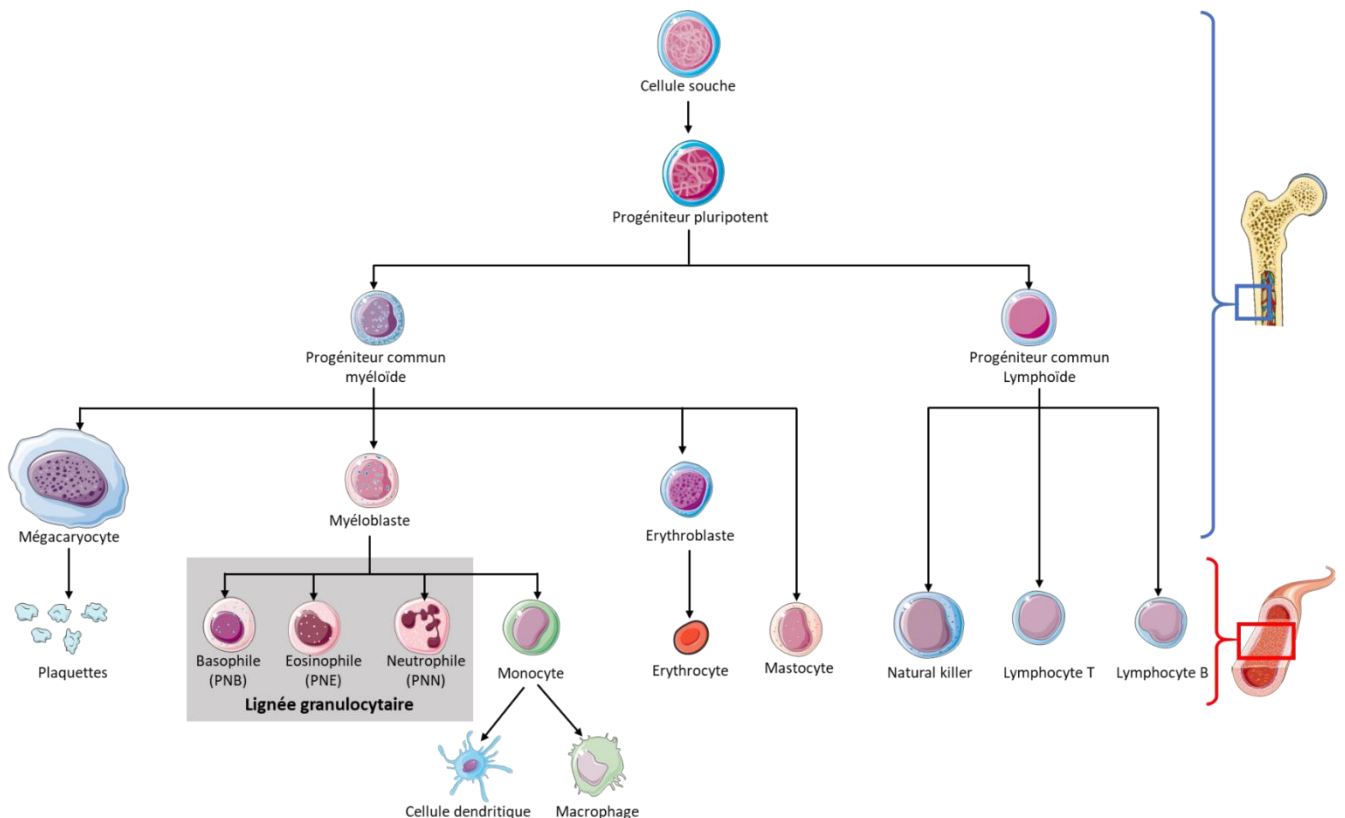 Cellule souche
Progéniteur pluripotent
Progéniteur commun
myéloïde
Progéniteur commun
Lymphoïde
Mégacaryocyte
Myéloblaste
Erythroblaste
Plaquettes
Basophile
(PNB)
Eosinophile
(PNE)
Neutrophile
(PNN)
Lignée granulocytaire
Monocyte
Erythrocyte
Mastocyte
Natural killer
Lymphocyte T
Lymphocyte B
Cellule dendritique
Macrophage